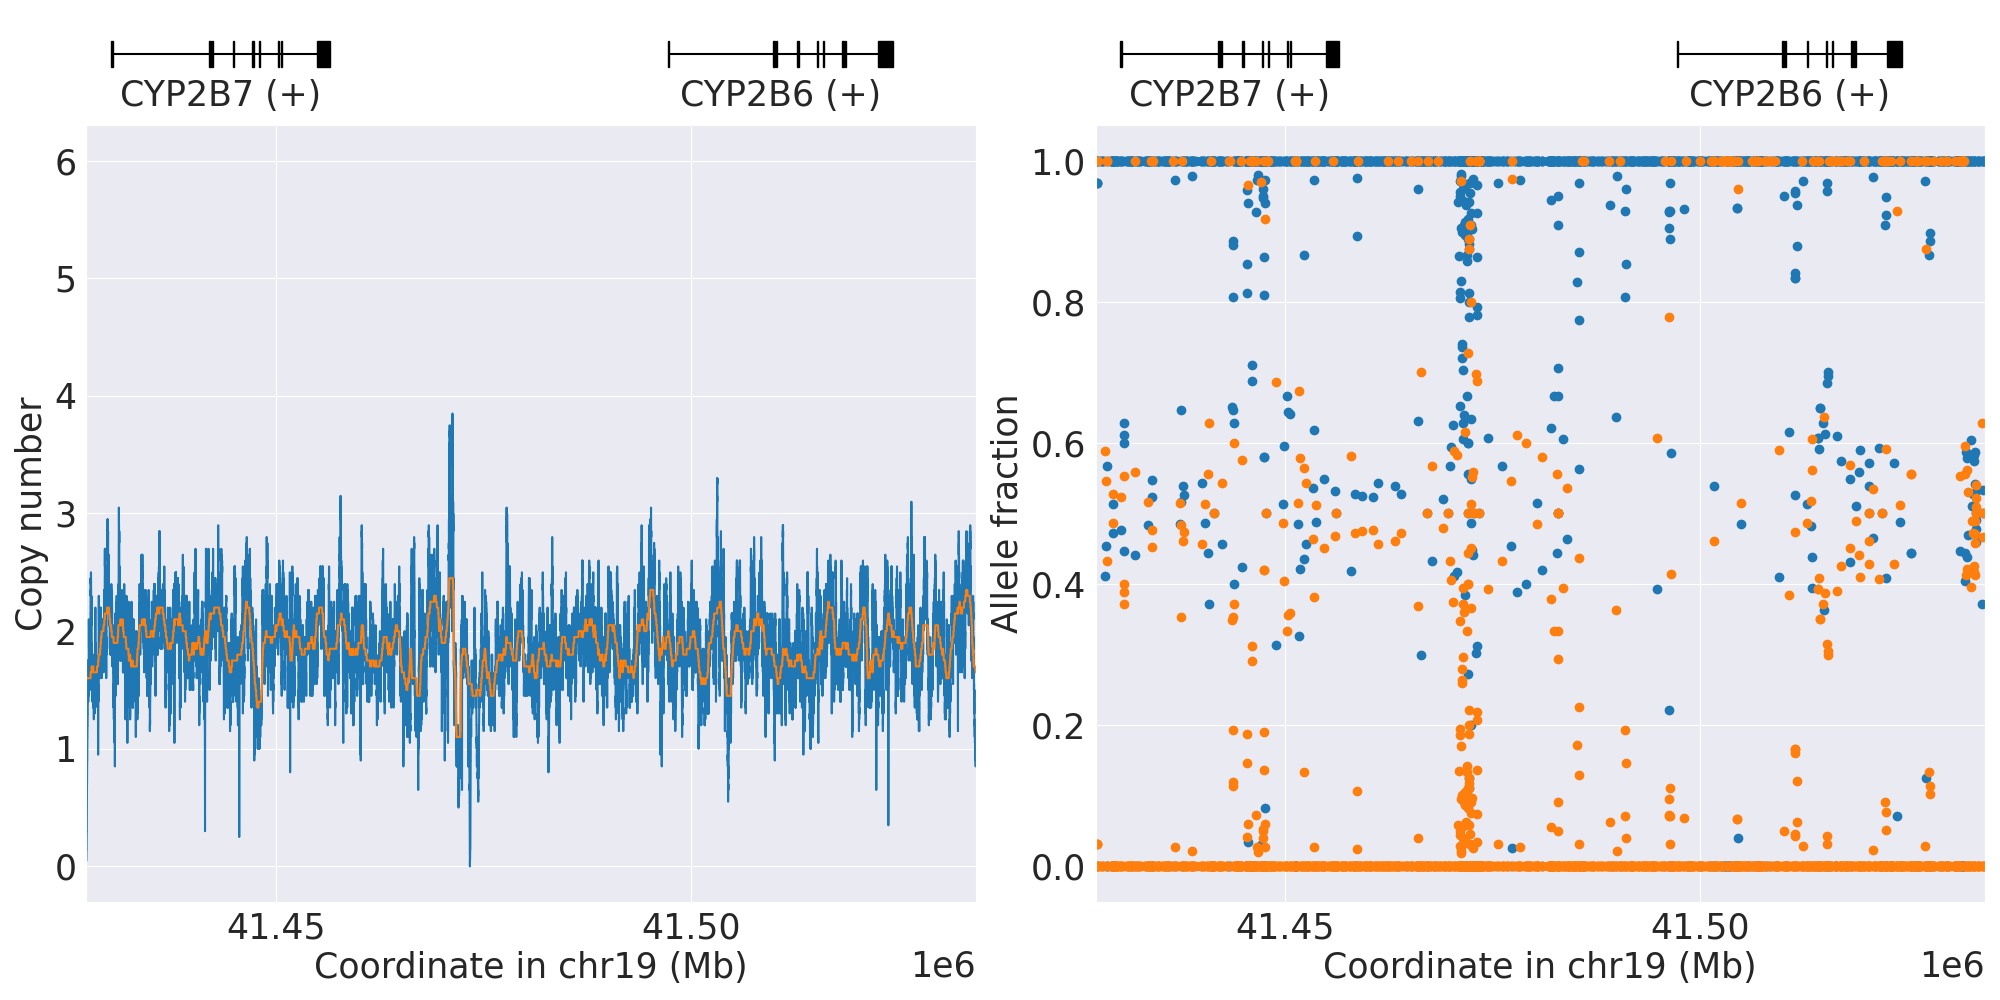 CYP2B7 (+) CYP2B6 (+)
6
5
4
3
2
1
0
Copy number
41.45 41.50
Coordinate in chr19 (Mb) 1e6
CYP2B7 (+) CYP2B6 (+)
1.0
0.8
0.6
0.4
0.2
0.0
Allele fraction
41.45 41.50
Coordinate in chr19 (Mb) 1e6